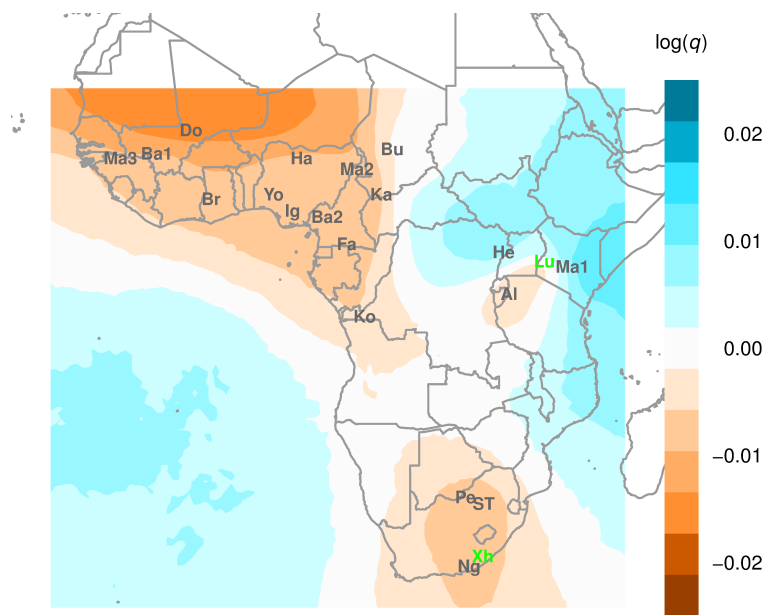 log(q)
Do
Ma3
Ba1
Ha
Bu
Ma2
Br
Yo
Ka
Ig
Ba2
Fa
He
Lu
Ma1
Al
Ko
Pe
ST
Xh
Ng
0.02
0.01
0.00
−0.01
−0.02